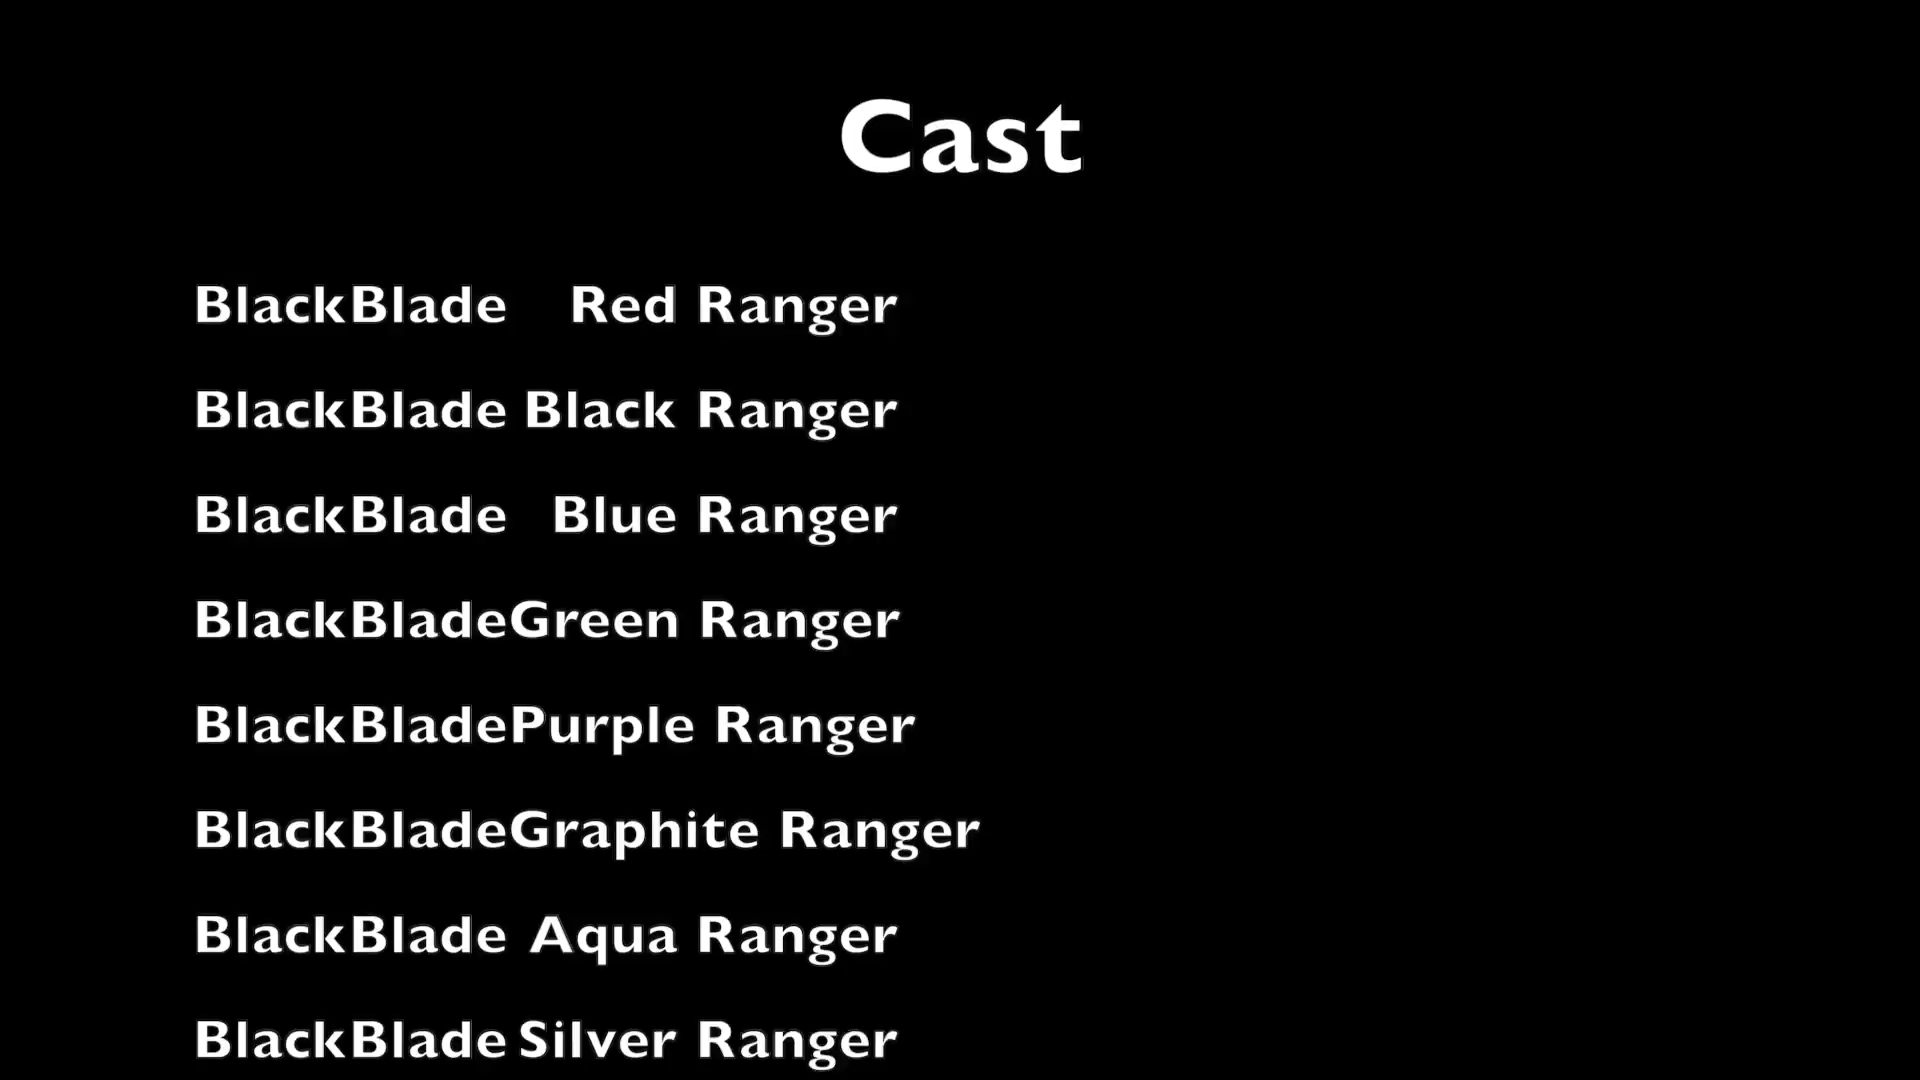 Cast
BlackBlade Red Ranger
BlackBlade Black Ranger
BlackBlade Blue Ranger
BlackBladeGreen Ranger
BlackBladePurple Ranger
BlackBladeGraphite Ranger
BlackBlade Aqua Ranger
BlackBlade Silver Ranger